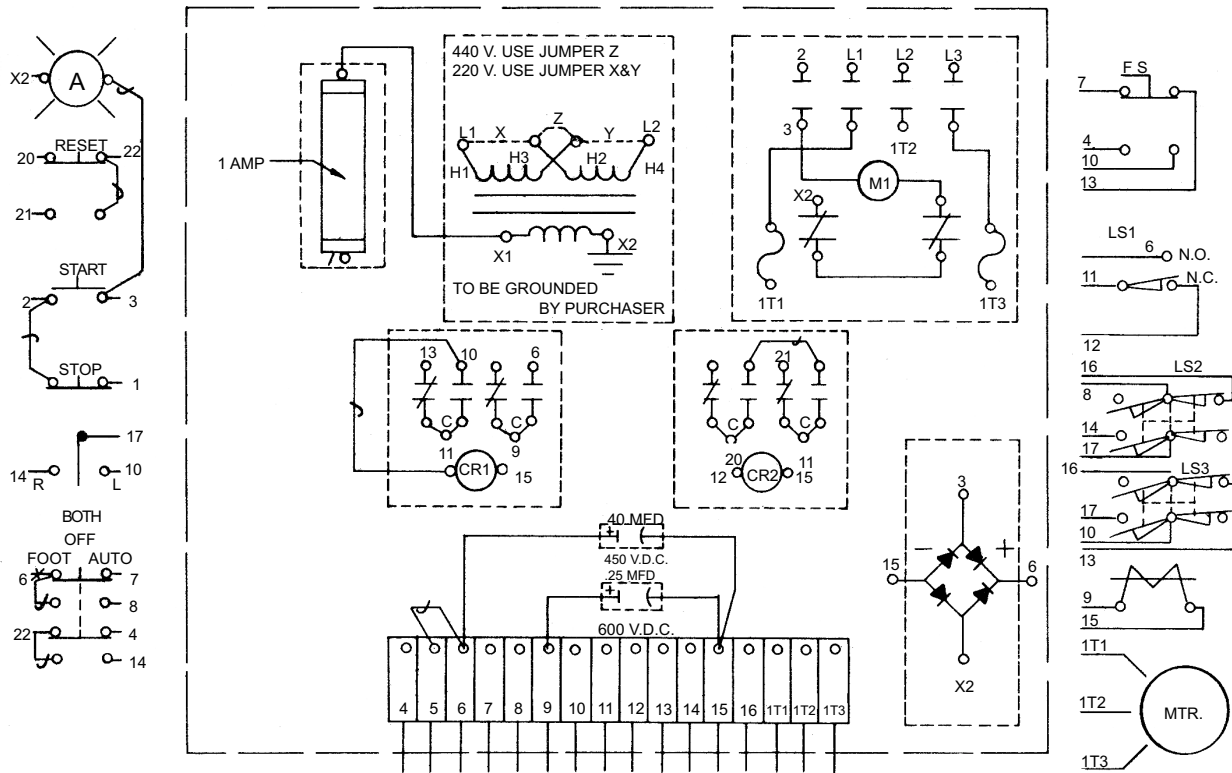 A
X2
RESET
20
22
21
START
2
3
STOP
1
17
14 R
L 10
BOTH
OFF
FOOT AUTO
6
7
8
22
4
14
1 AMP
440 V. USE JUMPER Z
220 V. USE JUMPER X&Y
L1
X
Z
Y
L2
H1
H3
H2
H4
X1
X2
TO BE GROUNDED
BY PURCHASER
2
L1
L2
L3
3
1T2
M1
X2
1T1
1T3
13
10
6
C
C
9
11
CR1
15
21
C
C
20
12
CR2
11
15
.40 MFD
+
450 V.D.C.
.25 MFD
+
600 V.D.C.
4 5 6 7 8 9 10 11 12 13 14 15 16 1T1 1T2 1T3
3
− +
15
6
X2
F S
7
4
10
13
LS1
6
N.O.
11
N.C.
12
16
LS2
8
14
17
16
LS3
17
10
13
9
15
1T1
1T2
MTR.
1T3